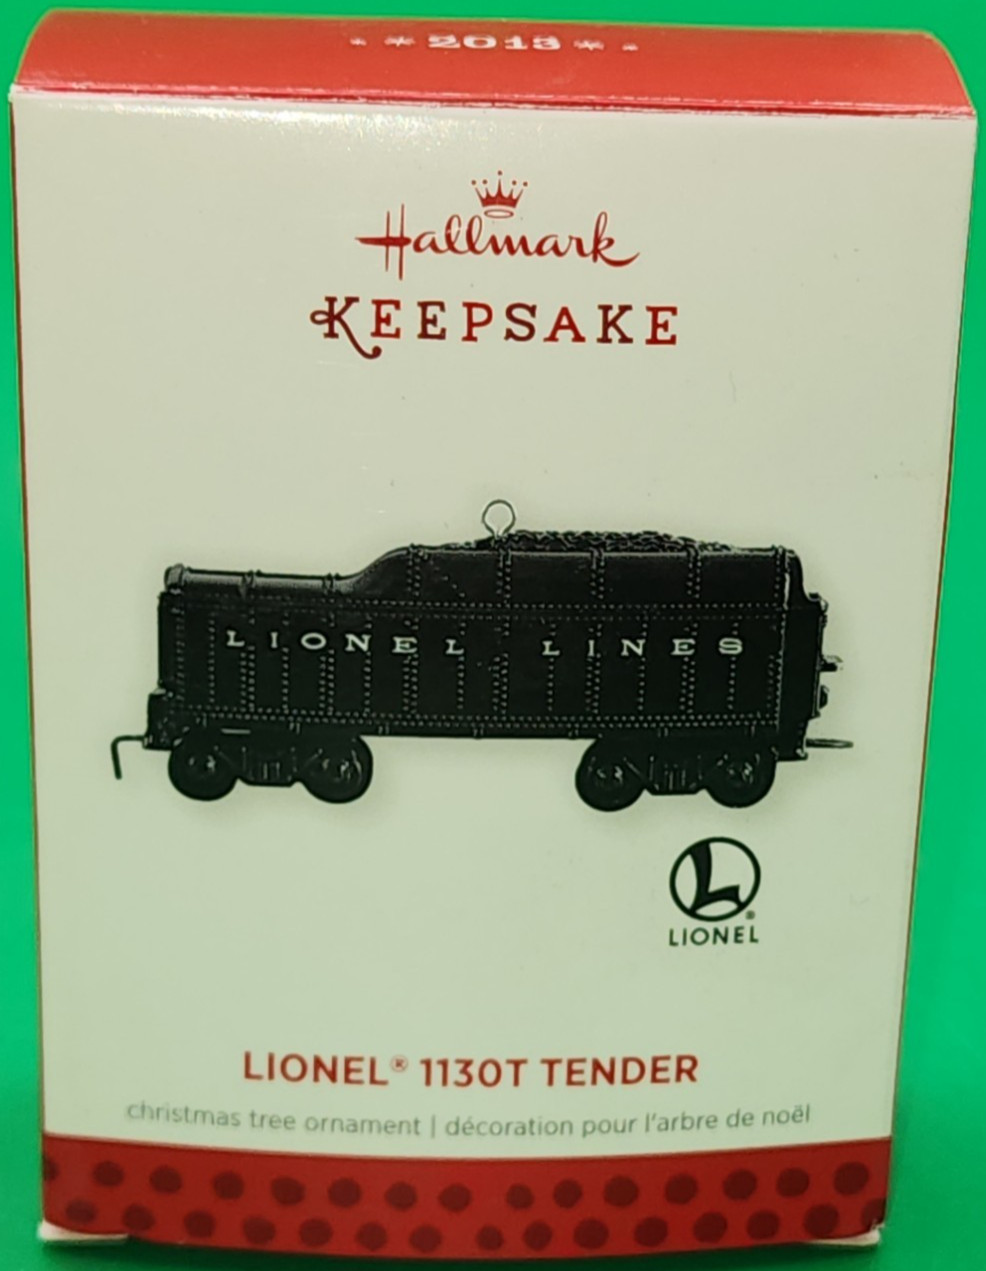 2013
Hallmark
KEEPSAKE
LIONEL LINES
L
LIONEL
LIONEL® 1130T TENDER
christmas tree ornament | décoration pour l'arbre de noël